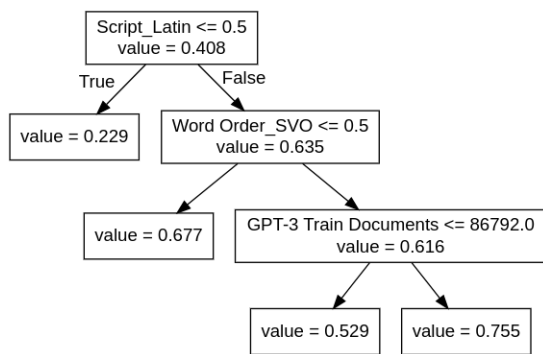 Script_Latin <= 0.5
value = 0.408
True
False
value = 0.229
Word Order_SVO <= 0.5
value = 0.635
value = 0.677
GPT-3 Train Documents <= 86792.0
value = 0.616
value = 0.529
value = 0.755